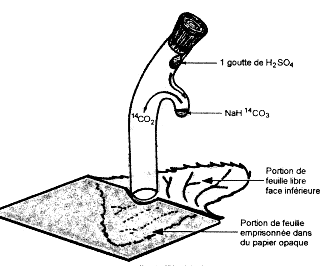 1 goutte de H₂SO₄
NaH ¹⁴CO₃
¹⁴CO₂
Portion de
feuille libre
face inférieure
Portion de feuille
emprisonnée dans
du papier opaque